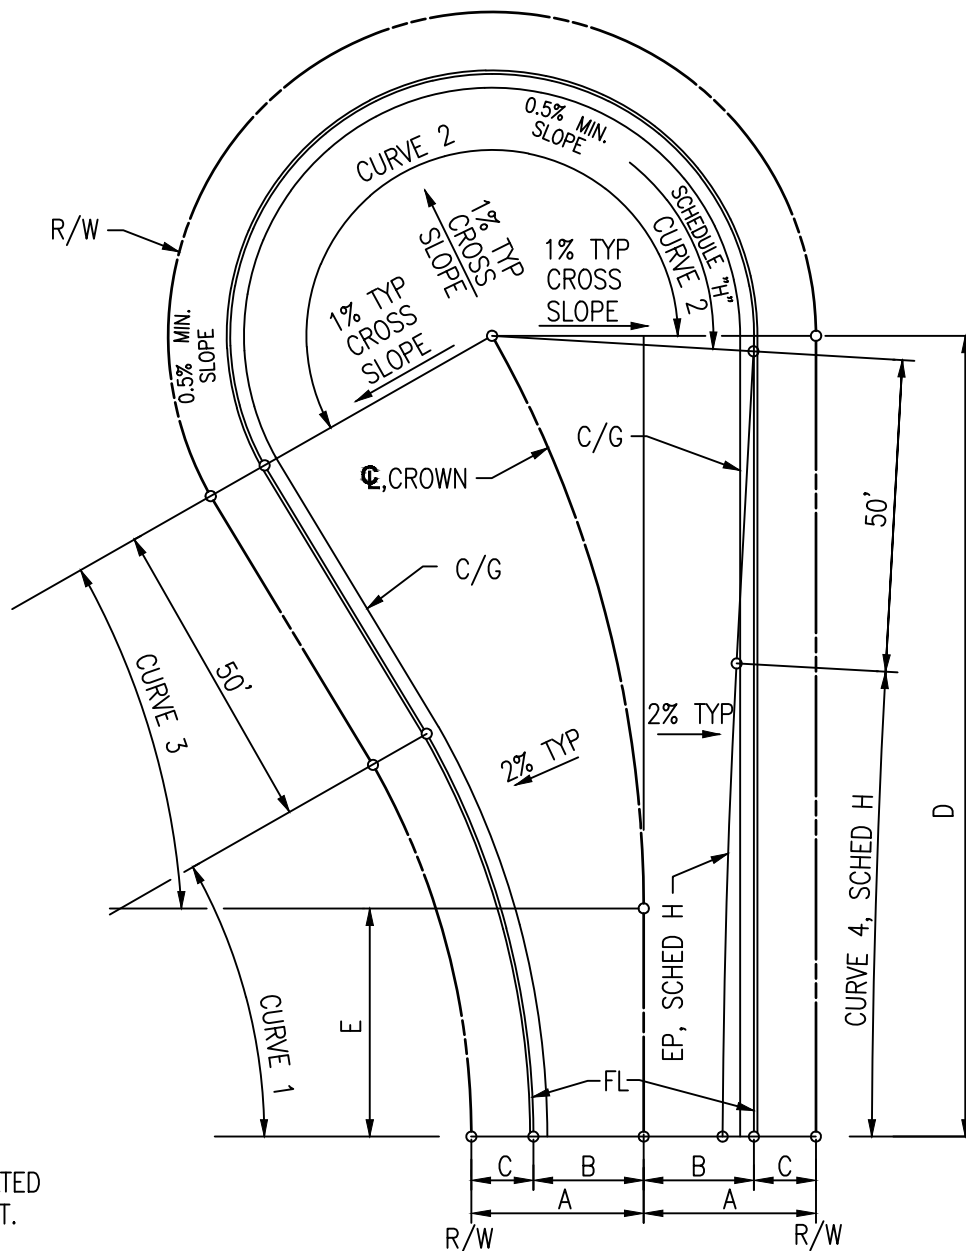 0.5% MIN.
SLOPE
CURVE 2
SCHEDULE "H"
CURVE 2
R/W
1% TYP
CROSS
SLOPE
1% TYP
CROSS
SLOPE
1% TYP
CROSS
SLOPE
0.5% MIN.
SLOPE
C/G
℄,CROWN
50'
C/G
CURVE 3
50'
2% TYP
2% TYP
D
CURVE 4, SCHED H
EP, SCHED H
CURVE 1
E
FL
C
B
B
C
A
A
R/W
R/W
TED
T.